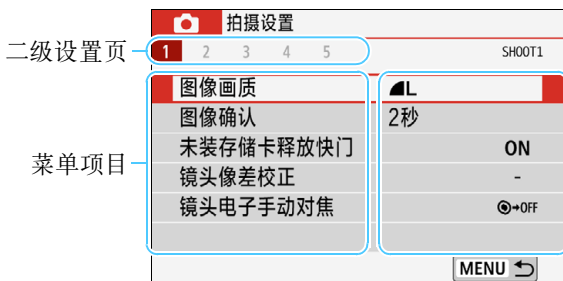 拍摄设置
二级设置页
1 2 3 4 5 SHOOT1
图像画质 L
图像确认 2秒
未装存储卡释放快门 ON
菜单项目
镜头像差校正 -
镜头电子手动对焦 →OFF
MENU